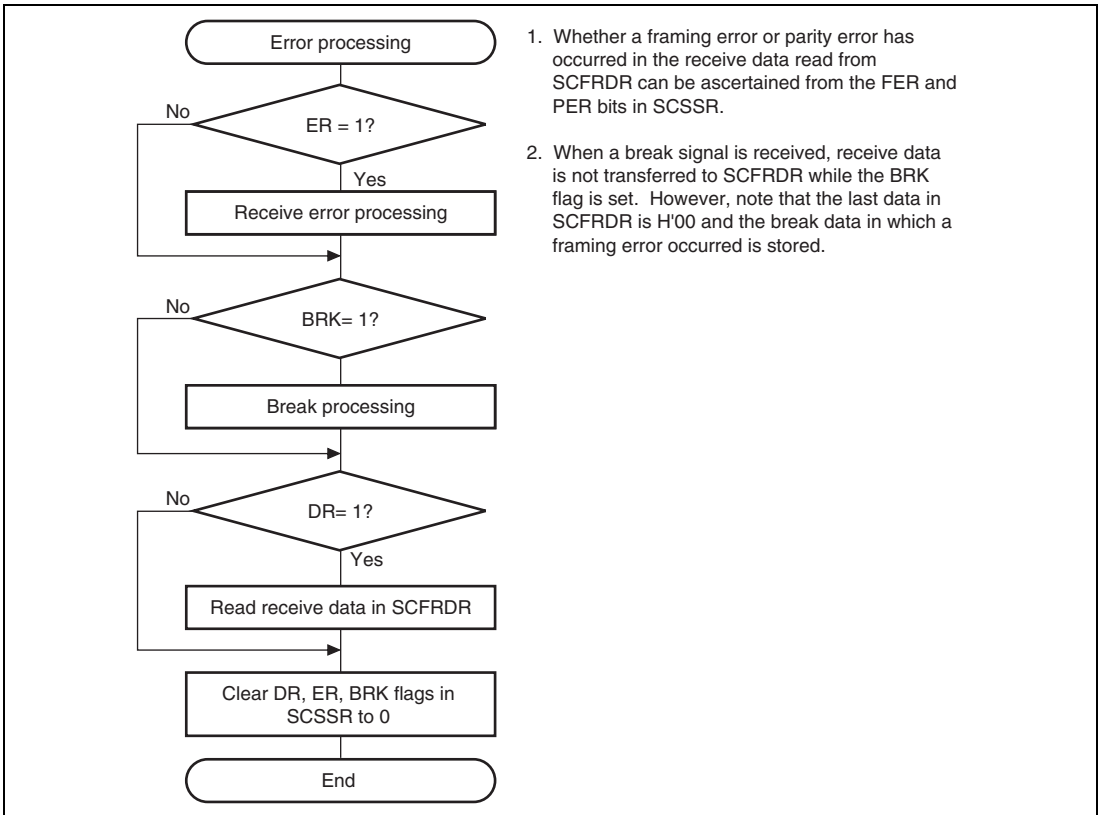 Error processing
No
ER = 1?
Yes
Receive error processing
No
BRK= 1?
Break processing
No
DR= 1?
Yes
Read receive data in SCFRDR
Clear DR, ER, BRK flags in
SCSSR to 0
End
1. Whether a framing error or parity error has
occurred in the receive data read from
SCFRDR can be ascertained from the FER and
PER bits in SCSSR.
2. When a break signal is received, receive data
is not transferred to SCFRDR while the BRK
flag is set. However, note that the last data in
SCFRDR is H'00 and the break data in which a
framing error occurred is stored.